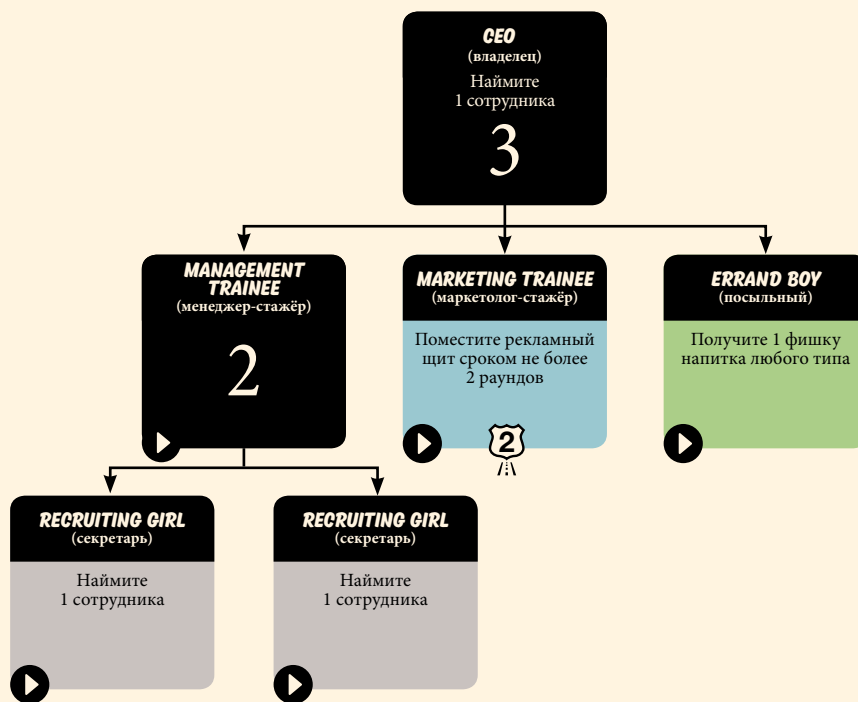 CEO
(владелец)
Наймите
1 сотрудника
3
MANAGEMENT
TRAINEE
(менеджер-стажёр)
2
MARKETING TRAINEE
(маркетолог-стажёр)
Поместите рекламный
щит сроком не более
2 раундов
2
ERRAND BOY
(посыльный)
Получите 1 фишку
напитка любого типа
RECRUITING GIRL
(секретарь)
Наймите
1 сотрудника
RECRUITING GIRL
(секретарь)
Наймите
1 сотрудника